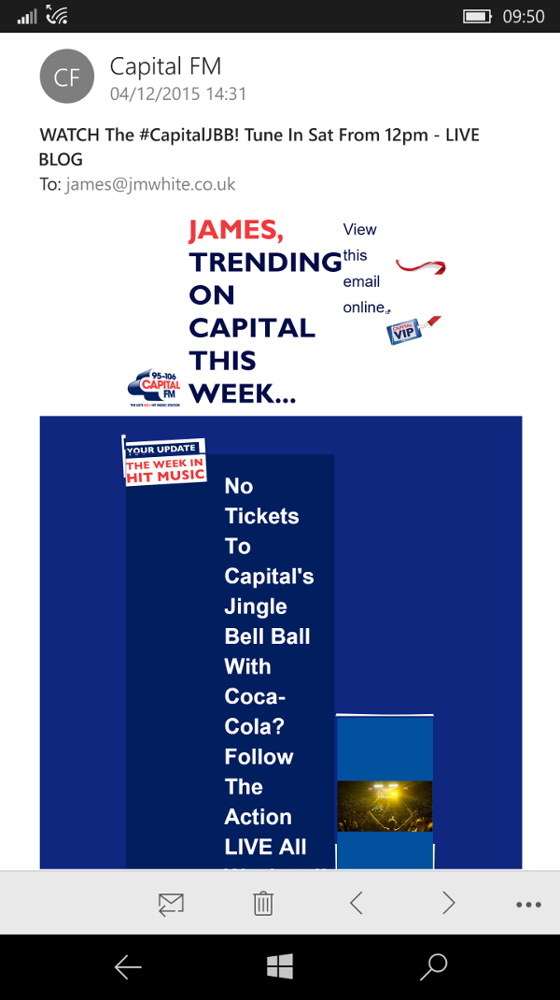 09:50
CF
Capital FM
04/12/2015 14:31
WATCH The #CapitalJBB! Tune In Sat From 12pm - LIVE
BLOG
To: james@jmwhite.co.uk
JAMES,
TRENDING
ON
CAPITAL
THIS
WEEK...
View
this
email
online.
CAPITAL
VIP
95-106
CAPITAL
FM
THE UK'S NO.1 HIT MUSIC STATION
YOUR UPDATE
THE WEEK IN
HIT MUSIC
No
Tickets
To
Capital's
Jingle
Bell Ball
With
Coca-
Cola?
Follow
The
Action
LIVE All